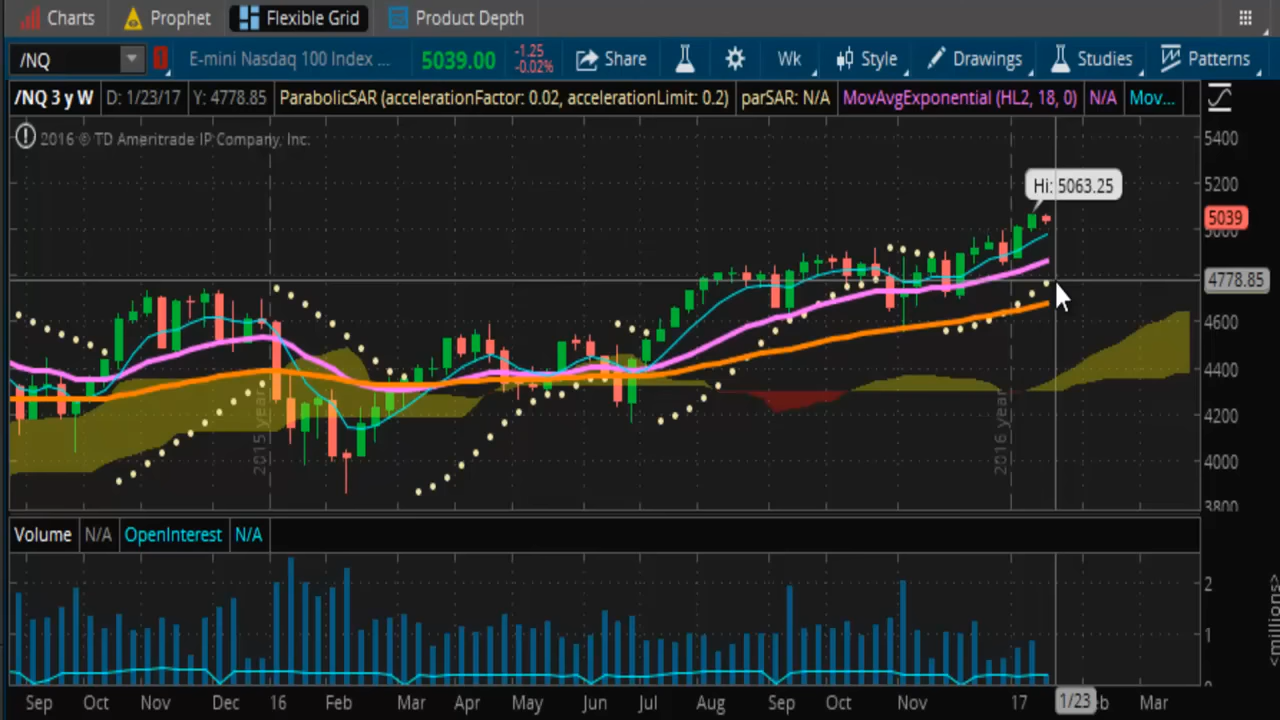 Charts Prophet Flexible Grid Product Depth
/NQ E-mini Nasdaq 100 Index ... 5039.00 -1.25 -0.02% Share Wk Style Drawings Studies Patterns
/NQ 3 y W D: 1/23/17 Y: 4778.85 ParabolicSAR (accelerationFactor: 0.02, accelerationLimit: 0.2) parSAR: N/A MovAvgExponential (HL2, 18, 0) N/A Mov...
2016 © TD Ameritrade IP Company, Inc.
5400
Hi: 5063.25
5200
5039
5000
4778.85
4600
4400
4200
4000
3800
2015 year
2016 year
Volume N/A OpenInterest N/A
2
1
0
<millions>
Sep Oct Nov Dec 16 Feb Mar Apr May Jun Jul Aug Sep Oct Nov 17 1/23 eb Mar